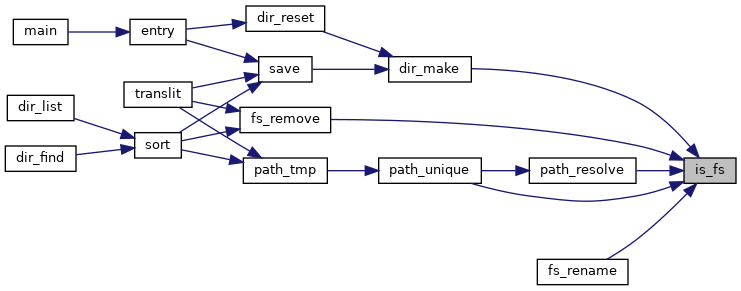 main
entry
dir_reset
save
dir_make
translit
dir_list
fs_remove
sort
dir_find
path_tmp
path_unique
path_resolve
is_fs
fs_rename